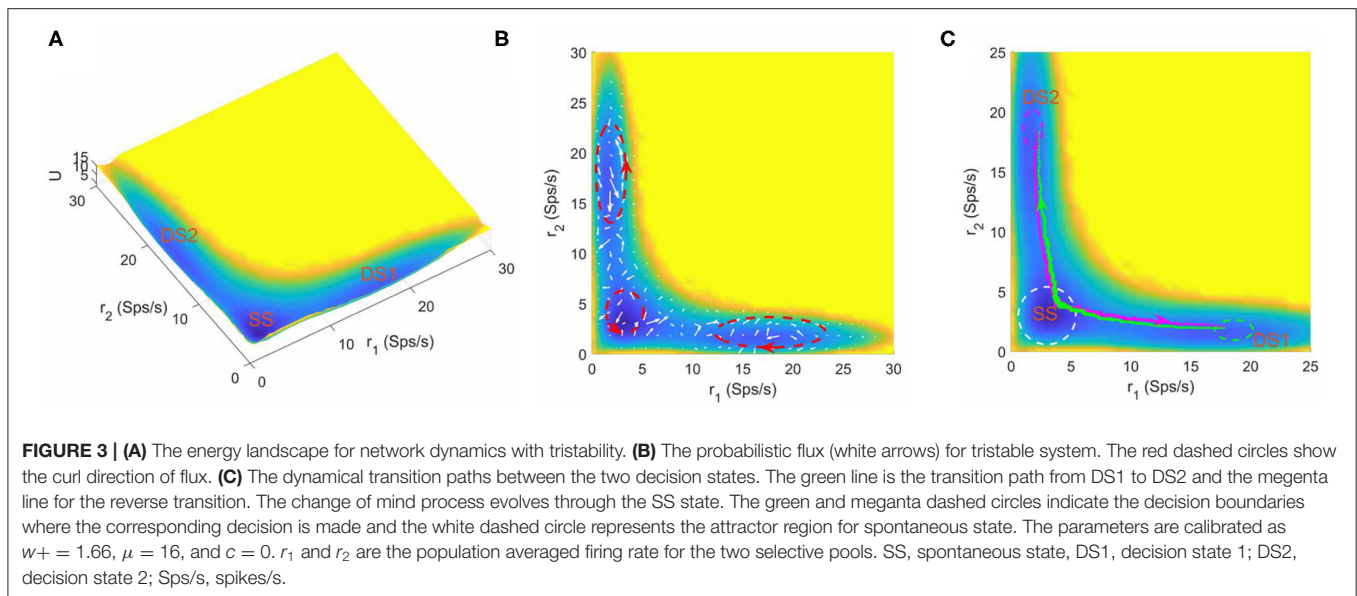 A
15
10
5
U
30
20
10
0
r2 (Sps/s)
DS2
SS
DS1
0
10
20
30
r1 (Sps/s)
B
30
25
20
15
10
5
0
r2 (Sps/s)
0
5
10
15
20
25
30
r1 (Sps/s)
C
25
20
15
10
5
0
r2 (Sps/s)
DS2
SS
DS1
0
5
10
15
20
25
r1 (Sps/s)
FIGURE 3 | (A) The energy landscape for network dynamics with tristability. (B) The probabilistic flux (white arrows) for tristable system. The red dashed circles show
the curl direction of flux. (C) The dynamical transition paths between the two decision states. The green line is the transition path from DS1 to DS2 and the megenta
line for the reverse transition. The change of mind process evolves through the SS state. The green and meganta dashed circles indicate the decision boundaries
where the corresponding decision is made and the white dashed circle represents the attractor region for spontaneous state. The parameters are calibrated as
w+ = 1.66, μ = 16, and c = 0. r1 and r2 are the population averaged firing rate for the two selective pools. SS, spontaneous state, DS1, decision state 1; DS2,
decision state 2; Sps/s, spikes/s.